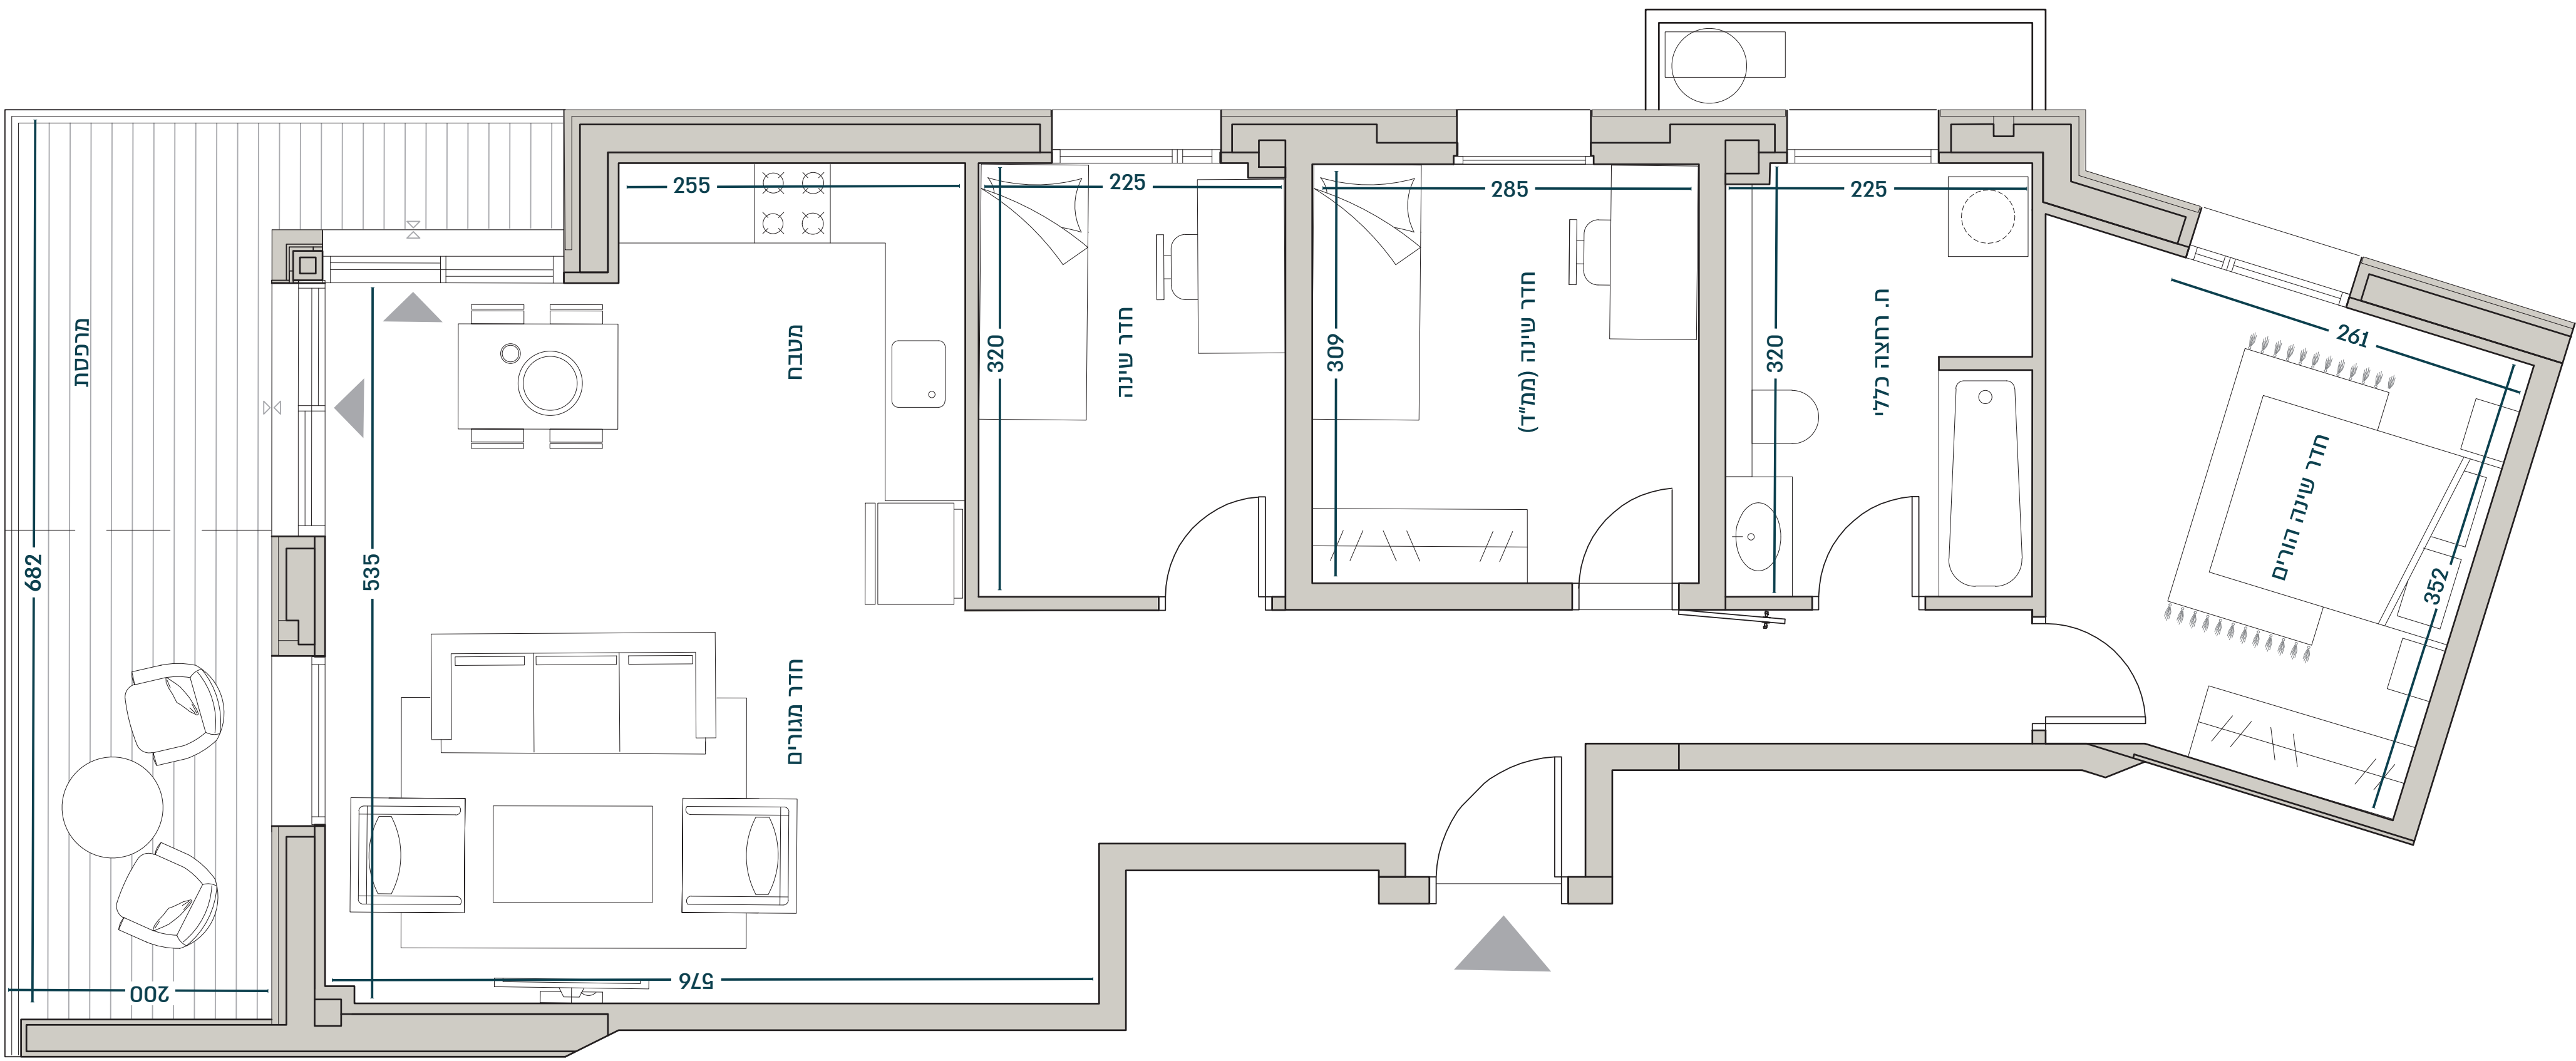 255
225
285
225
261
מרפסת
מטבח
חדר שינה
חדר שינה (ממ"ד)
ח. רחצה כללי
חדר שינה הורים
320
309
320
352
682
535
חדר מגורים
576
200